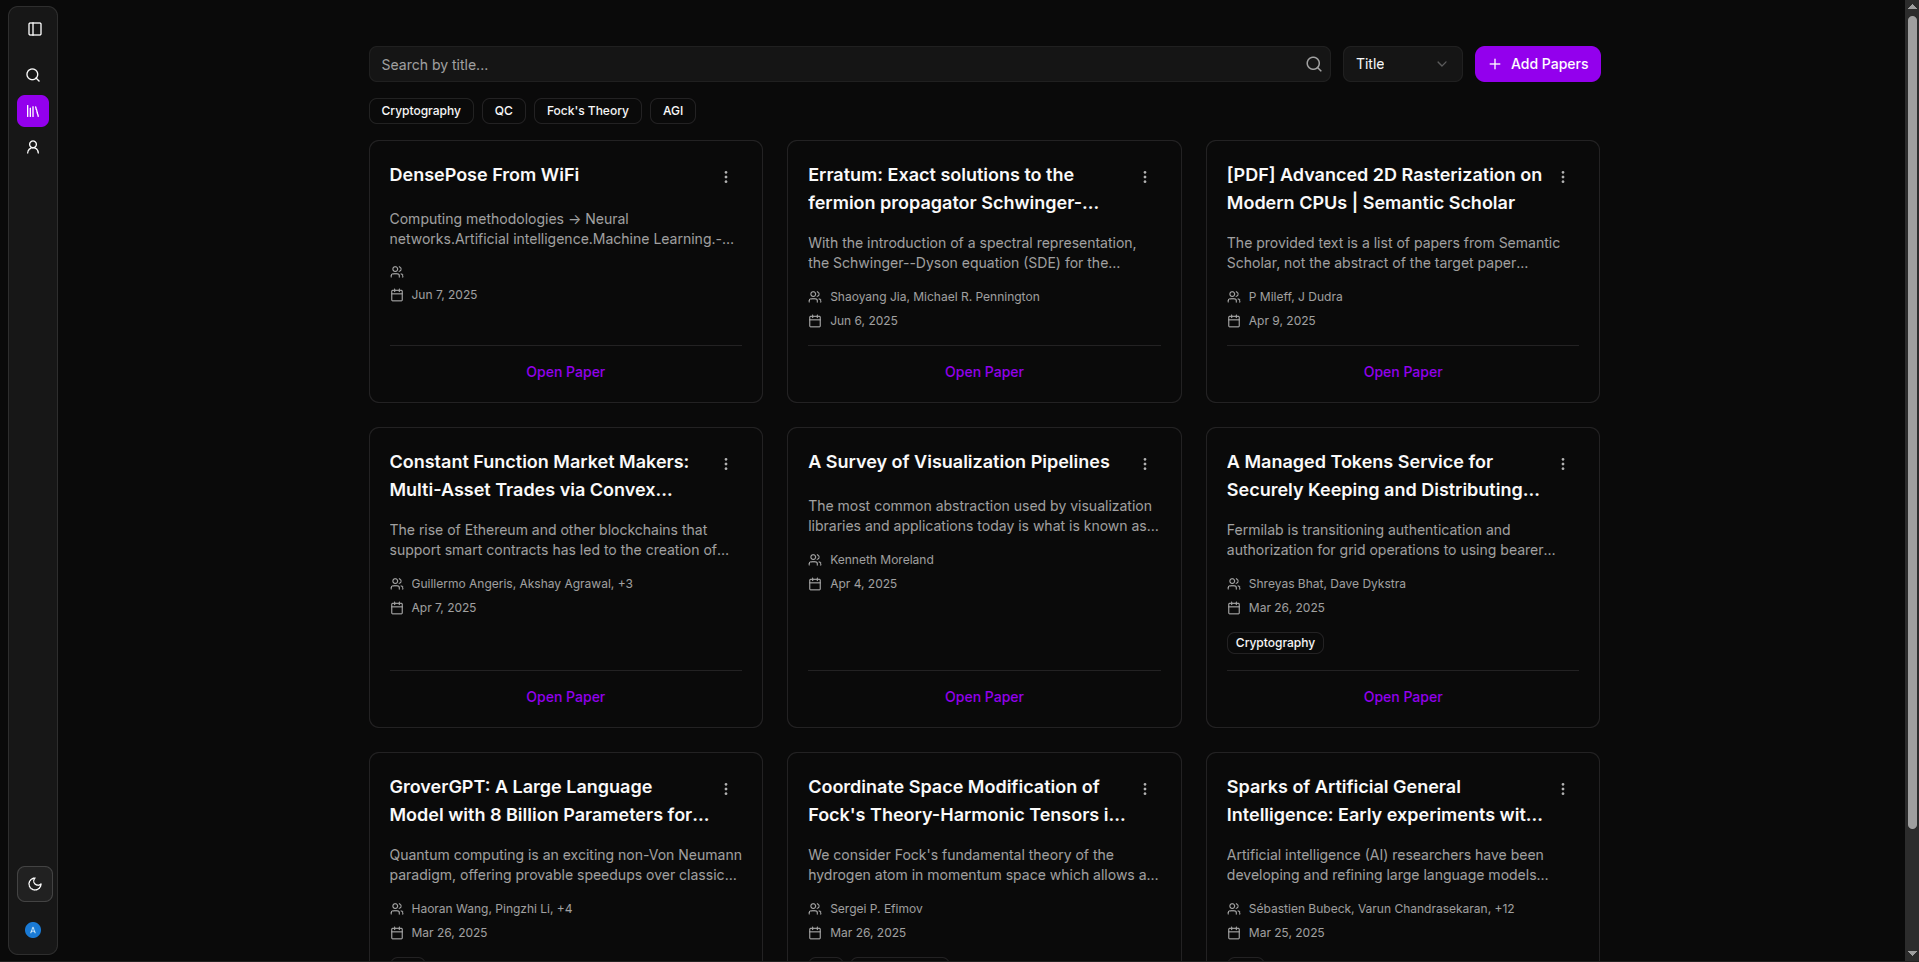 Search by title...
Title
Add Papers
Cryptography
QC
Fock's Theory
AGI
DensePose From WiFi
Computing methodologies → Neural
networks.Artificial intelligence.Machine Learning.-...
Jun 7, 2025
Open Paper
Erratum: Exact solutions to the
fermion propagator Schwinger-...
With the introduction of a spectral representation,
the Schwinger--Dyson equation (SDE) for the...
Shaoyang Jia, Michael R. Pennington
Jun 6, 2025
Open Paper
[PDF] Advanced 2D Rasterization on
Modern CPUs | Semantic Scholar
The provided text is a list of papers from Semantic
Scholar, not the abstract of the target paper...
P Mileff, J Dudra
Apr 9, 2025
Open Paper
Constant Function Market Makers:
Multi-Asset Trades via Convex...
The rise of Ethereum and other blockchains that
support smart contracts has led to the creation of...
Guillermo Angeris, Akshay Agrawal, +3
Apr 7, 2025
Open Paper
A Survey of Visualization Pipelines
The most common abstraction used by visualization
libraries and applications today is what is known as...
Kenneth Moreland
Apr 4, 2025
Open Paper
A Managed Tokens Service for
Securely Keeping and Distributing...
Fermilab is transitioning authentication and
authorization for grid operations to using bearer...
Shreyas Bhat, Dave Dykstra
Mar 26, 2025
Cryptography
Open Paper
GroverGPT: A Large Language
Model with 8 Billion Parameters for...
Quantum computing is an exciting non-Von Neumann
paradigm, offering provable speedups over classic...
Haoran Wang, Pingzhi Li, +4
Mar 26, 2025
Coordinate Space Modification of
Fock's Theory-Harmonic Tensors i...
We consider Fock's fundamental theory of the
hydrogen atom in momentum space which allows a...
Sergei P. Efimov
Mar 26, 2025
Sparks of Artificial General
Intelligence: Early experiments wit...
Artificial intelligence (AI) researchers have been
developing and refining large language models...
Sébastien Bubeck, Varun Chandrasekaran, +12
Mar 25, 2025
A